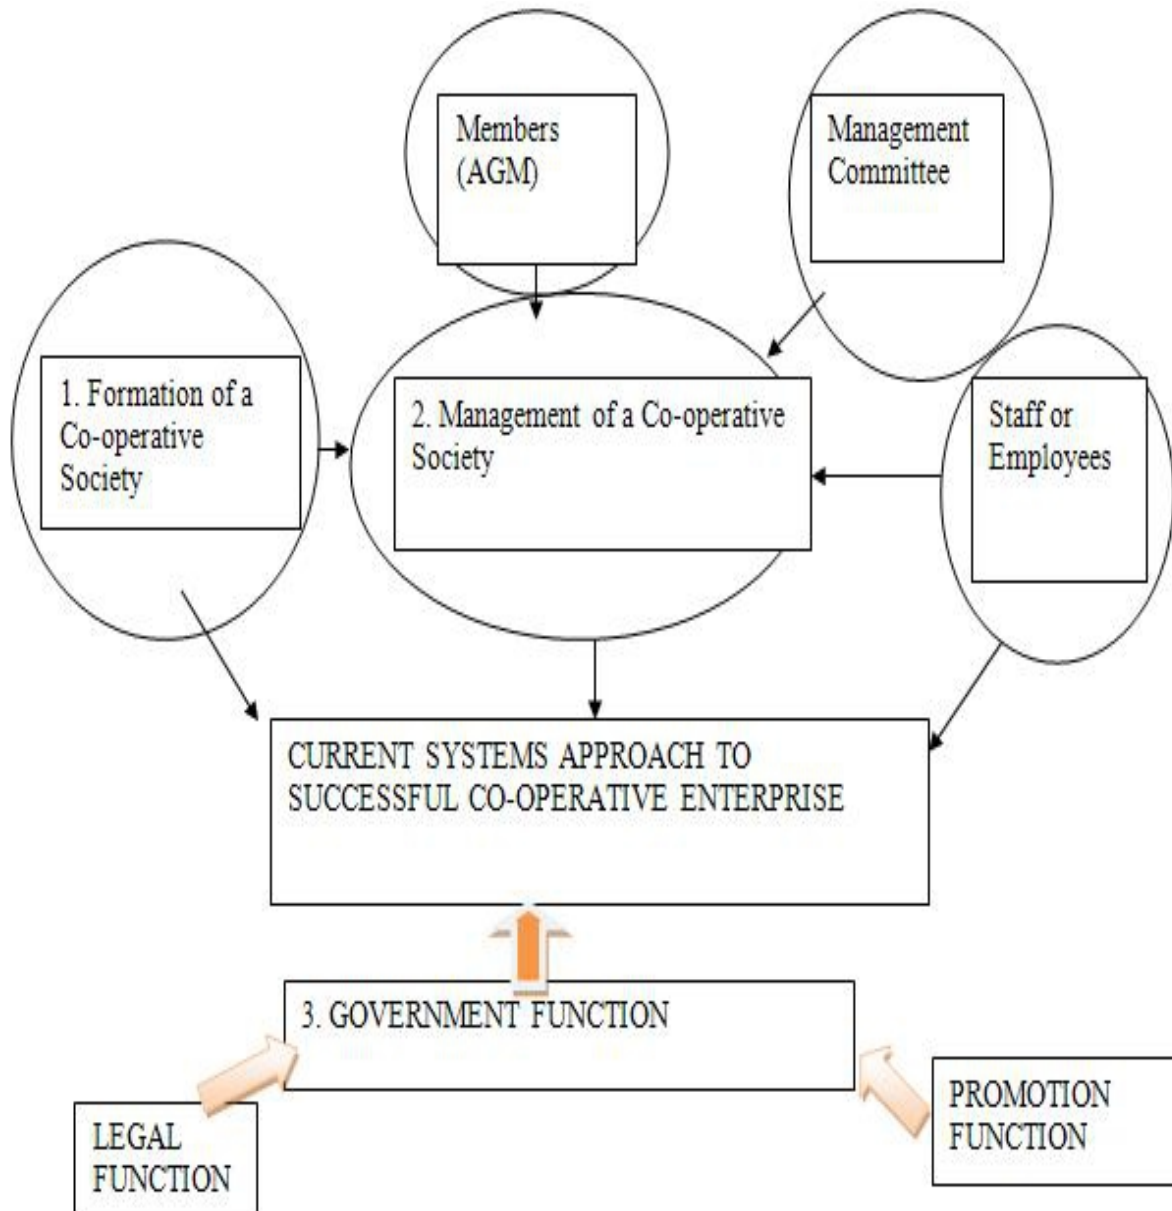 Members
(AGM)
Management
Committee
1. Formation of a
Co-operative
Society
2. Management of a Co-operative
Society
Staff or
Employees
CURRENT SYSTEMS APPROACH TO
SUCCESSFUL CO-OPERATIVE ENTERPRISE
3. GOVERNMENT FUNCTION
LEGAL
FUNCTION
PROMOTION
FUNCTION